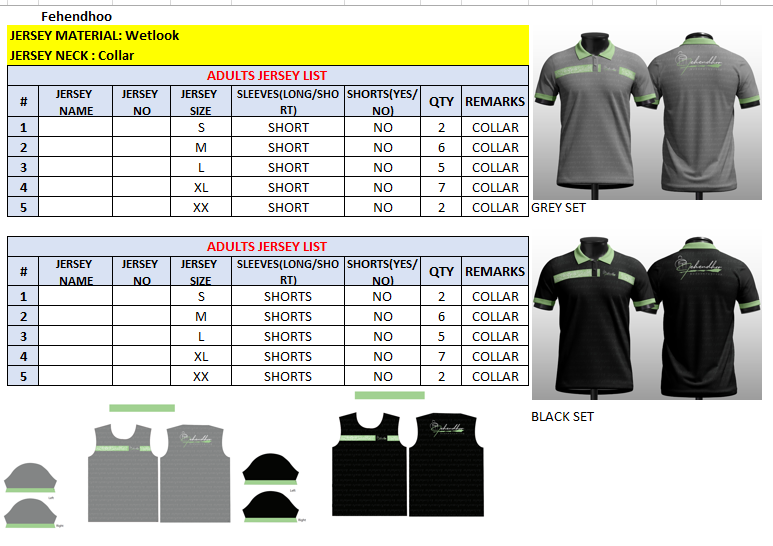 Fehendhoo
JERSEY MATERIAL: Wetlook
JERSEY NECK : Collar
ADULTS JERSEY LIST
# JERSEY NAME JERSEY NO JERSEY SIZE SLEEVES(LONG/SHORT) SHORTS(YES/NO) QTY REMARKS
1 S SHORT NO 2 COLLAR
2 M SHORT NO 6 COLLAR
3 L SHORT NO 5 COLLAR
4 XL SHORT NO 7 COLLAR
5 XX SHORT NO 2 COLLAR
Fehendhoo
GREY SET
ADULTS JERSEY LIST
# JERSEY NAME JERSEY NO JERSEY SIZE SLEEVES(LONG/SHORT) SHORTS(YES/NO) QTY REMARKS
1 S SHORTS NO 2 COLLAR
2 M SHORTS NO 6 COLLAR
3 L SHORTS NO 5 COLLAR
4 XL SHORTS NO 7 COLLAR
5 XX SHORTS NO 2 COLLAR
Fehendhoo
BLACK SET
Fehendhoo
Fehendhoo
Left
Right
Left
Right